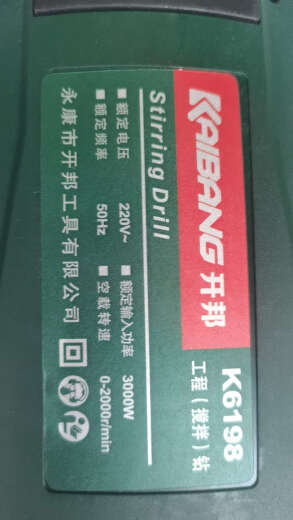 KAIBANG 开邦 K6198
Stirring Drill 工程（搅拌）钻
■ 额定电压 220V~ ■ 额定输入功率 3000W
■ 额定频率 50Hz ■ 空载转速 0-2000r/min
永康市开邦工具有限公司